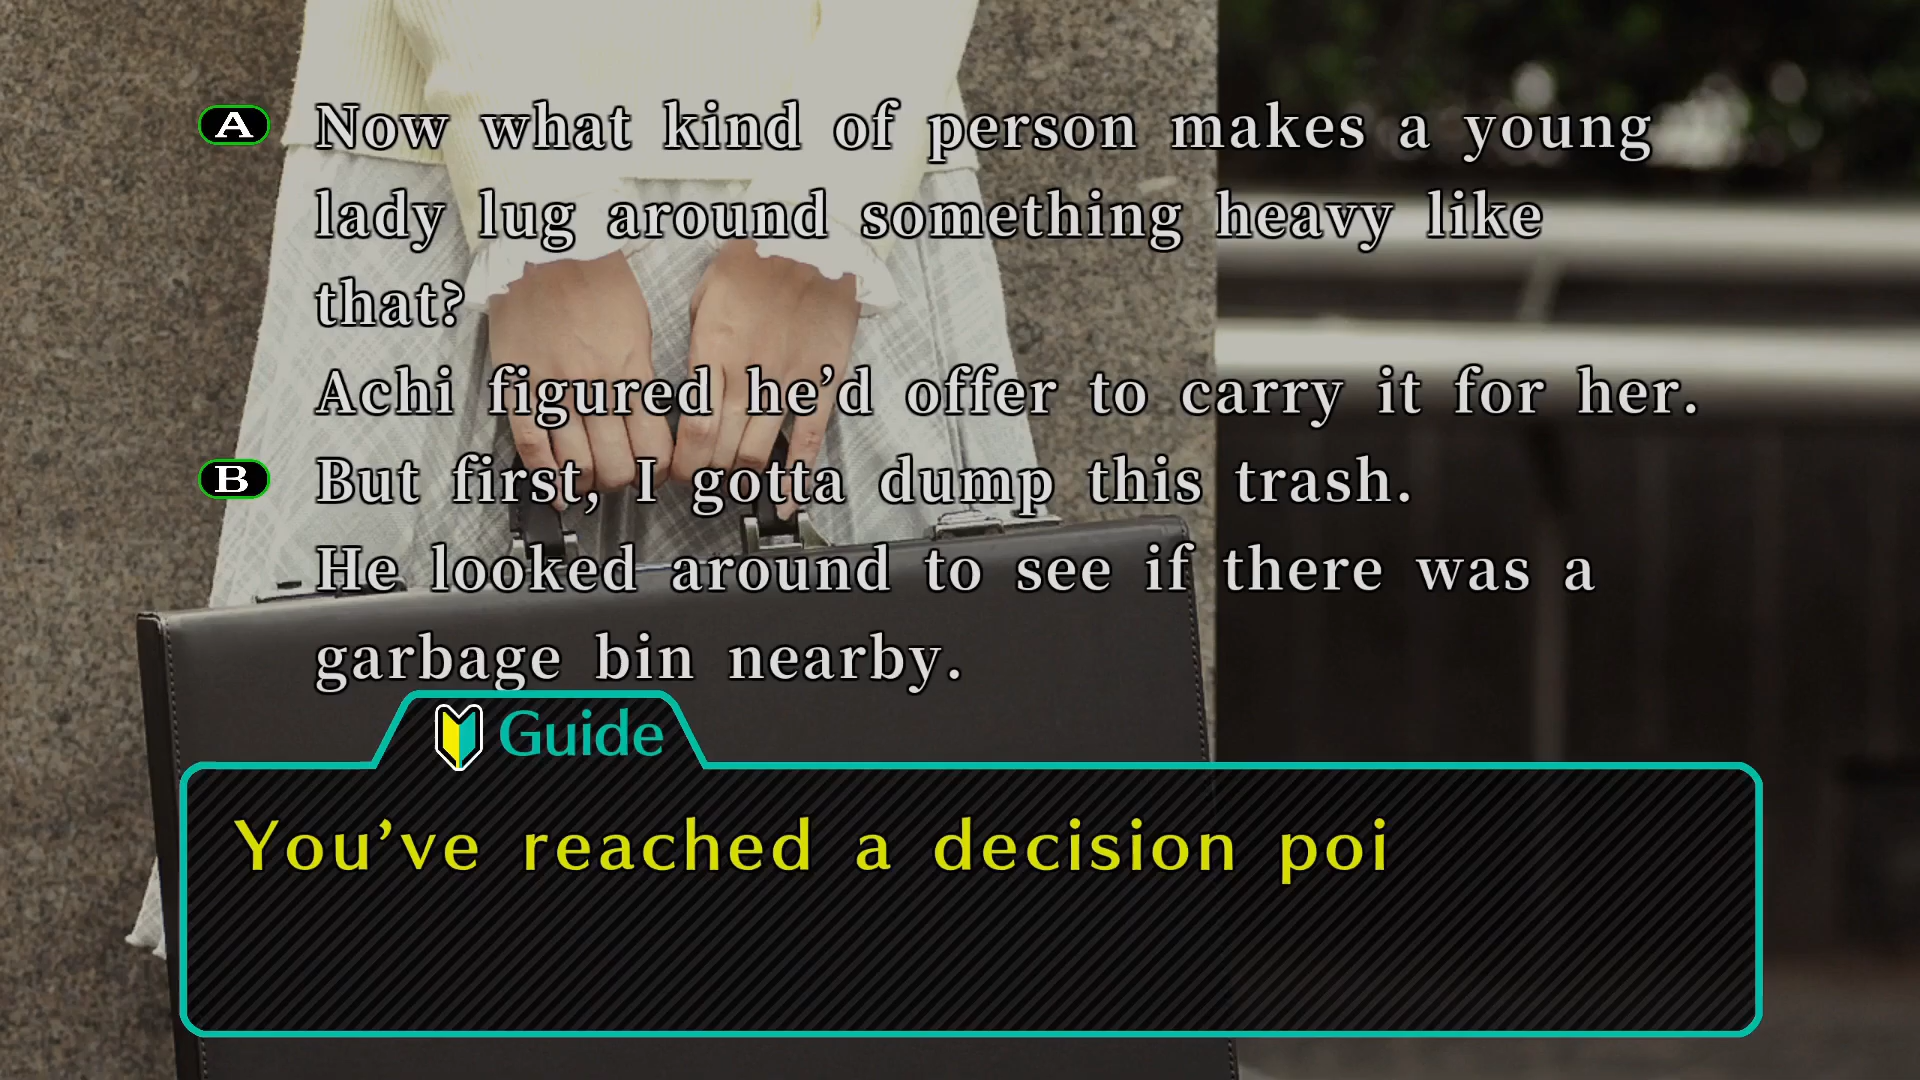 A Now what kind of person makes a young
lady lug around something heavy like
that?
Achi figured he’d offer to carry it for her.
B But first, I gotta dump this trash.
He looked around to see if there was a
garbage bin nearby.
Guide
You’ve reached a decision poi